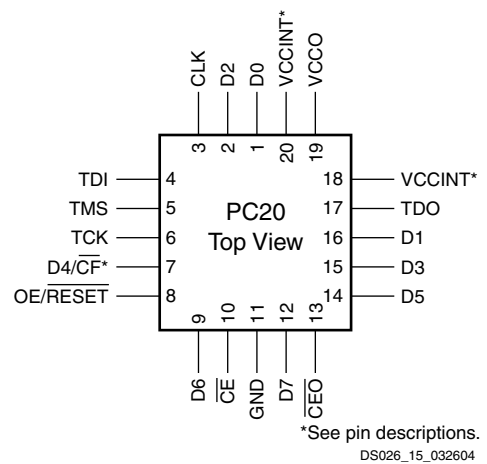 CLK
D2
D0
VCCINT*
VCCO
3
2
1
20
19
TDI
4
TMS
5
TCK
6
D4/CF*
7
OE/RESET
8
PC20
Top View
18
VCCINT*
17
TDO
16
D1
15
D3
14
D5
9
10
11
12
13
D6
CE
GND
D7
CEO
*See pin descriptions.
DS026_15_032604